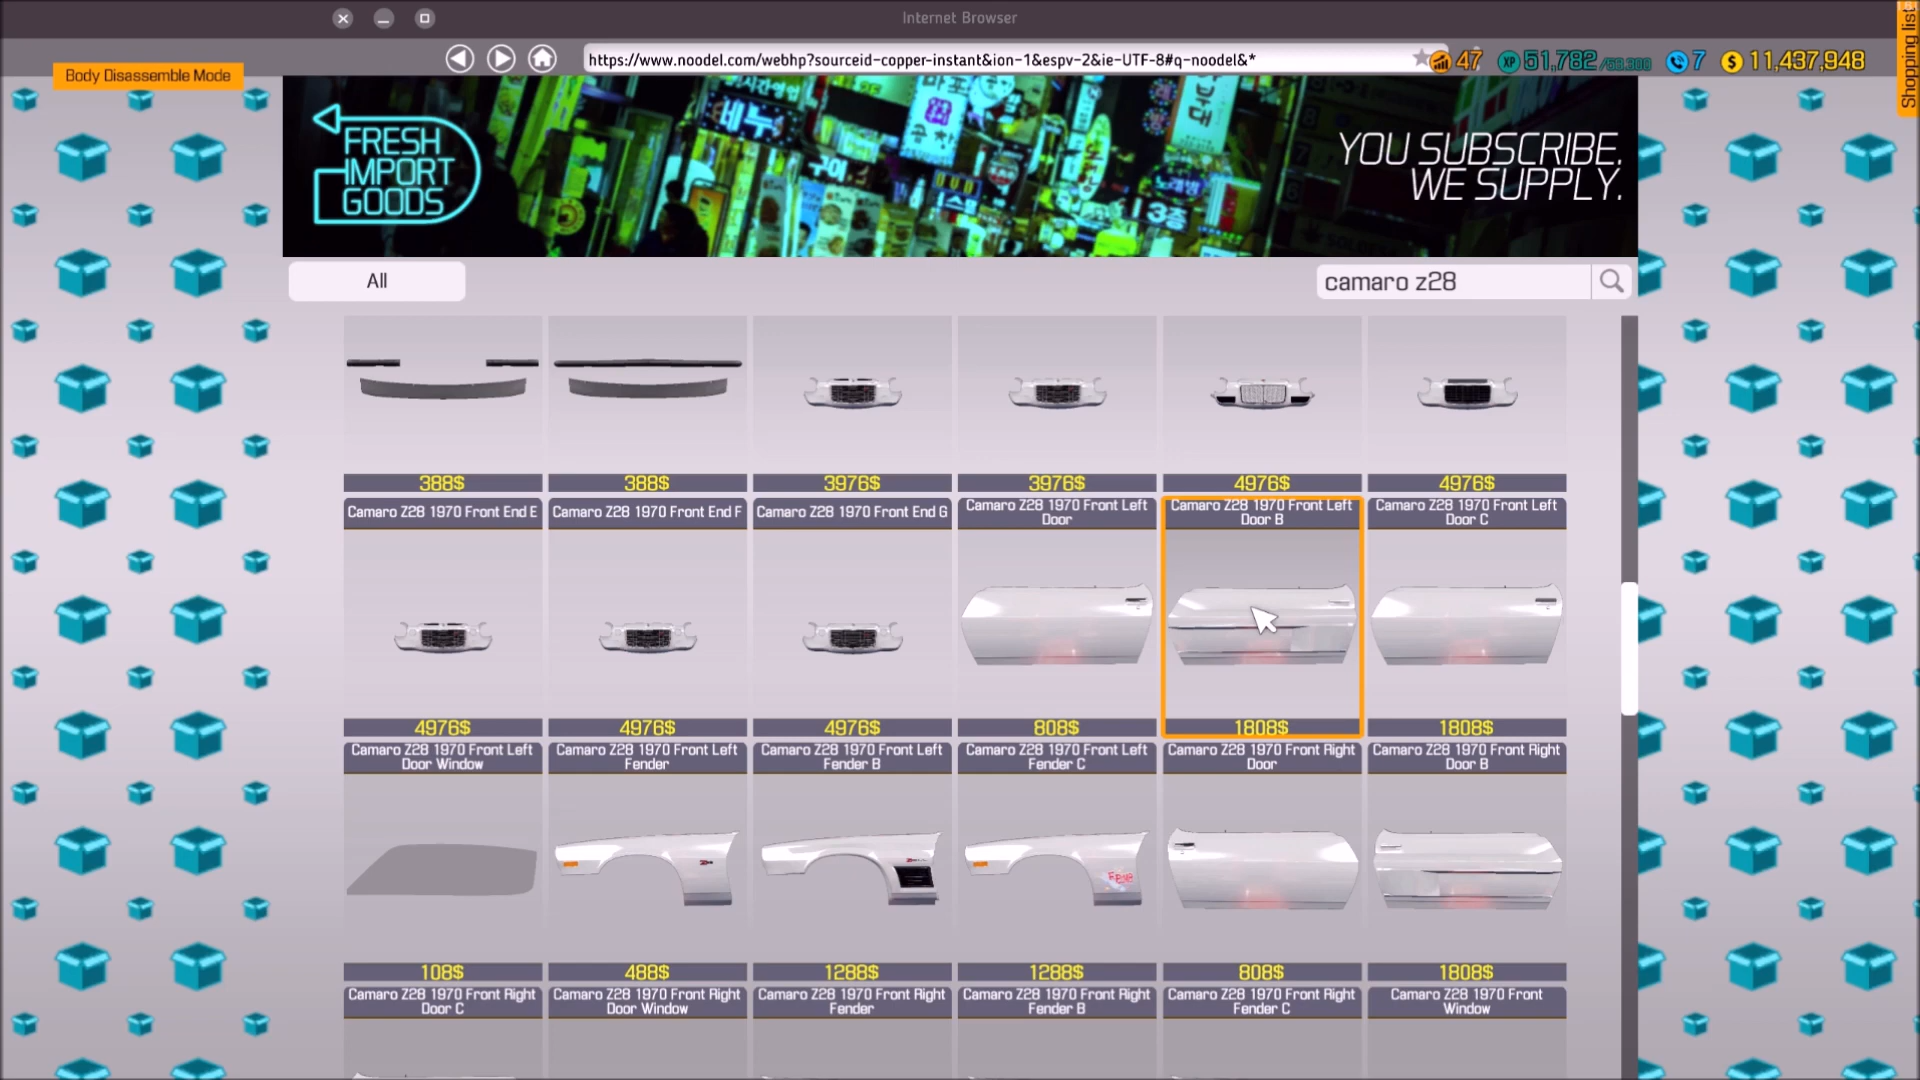 Internet Browser
Shopping list
Body Disassemble Mode
https://www.noodel.com/webhp?sourceid-copper-instant&ion-1&espv-2&ie-UTF-8#q-noodel&*
47
XP 51,782/53,300
7
$ 11,437,948
FRESH
IMPORT
GOODS
YOU SUBSCRIBE.
WE SUPPLY.
All
camaro z28
388$
388$
3976$
3976$
4976$
4976$
Camaro Z28 1970 Front End E
Camaro Z28 1970 Front End F
Camaro Z28 1970 Front End G
Camaro Z28 1970 Front Left
Door
Camaro Z28 1970 Front Left
Door B
Camaro Z28 1970 Front Left
Door C
4976$
4976$
4976$
808$
1808$
1808$
Camaro Z28 1970 Front Left
Door Window
Camaro Z28 1970 Front Left
Fender
Camaro Z28 1970 Front Left
Fender B
Camaro Z28 1970 Front Left
Fender C
Camaro Z28 1970 Front Right
Door
Camaro Z28 1970 Front Right
Door B
108$
488$
1288$
1288$
808$
1808$
Camaro Z28 1970 Front Right
Door C
Camaro Z28 1970 Front Right
Door Window
Camaro Z28 1970 Front Right
Fender
Camaro Z28 1970 Front Right
Fender B
Camaro Z28 1970 Front Right
Fender C
Camaro Z28 1970 Front
Window